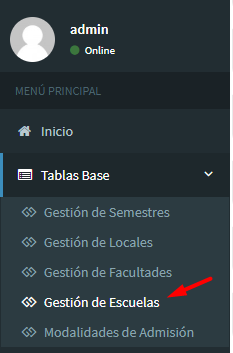 admin
Online
MENÚ PRINCIPAL
Inicio
Tablas Base
Gestión de Semestres
Gestión de Locales
Gestión de Facultades
Gestión de Escuelas
Modalidades de Admisión